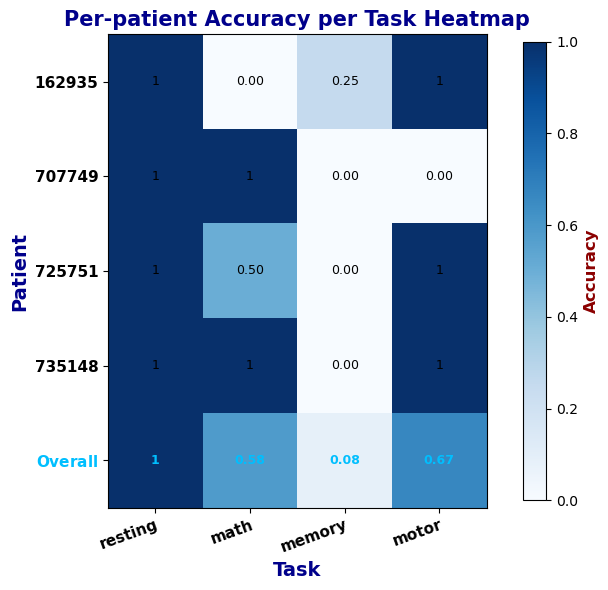 Per-patient Accuracy per Task Heatmap
162935 1 0.00 0.25 1
707749 1 1 0.00 0.00
725751 1 0.50 0.00 1
735148 1 1 0.00 1
Overall 1 0.08 0.67
resting math memory motor
Task
Patient
1.0
0.8
0.6
0.4
0.2
0.0
Accuracy